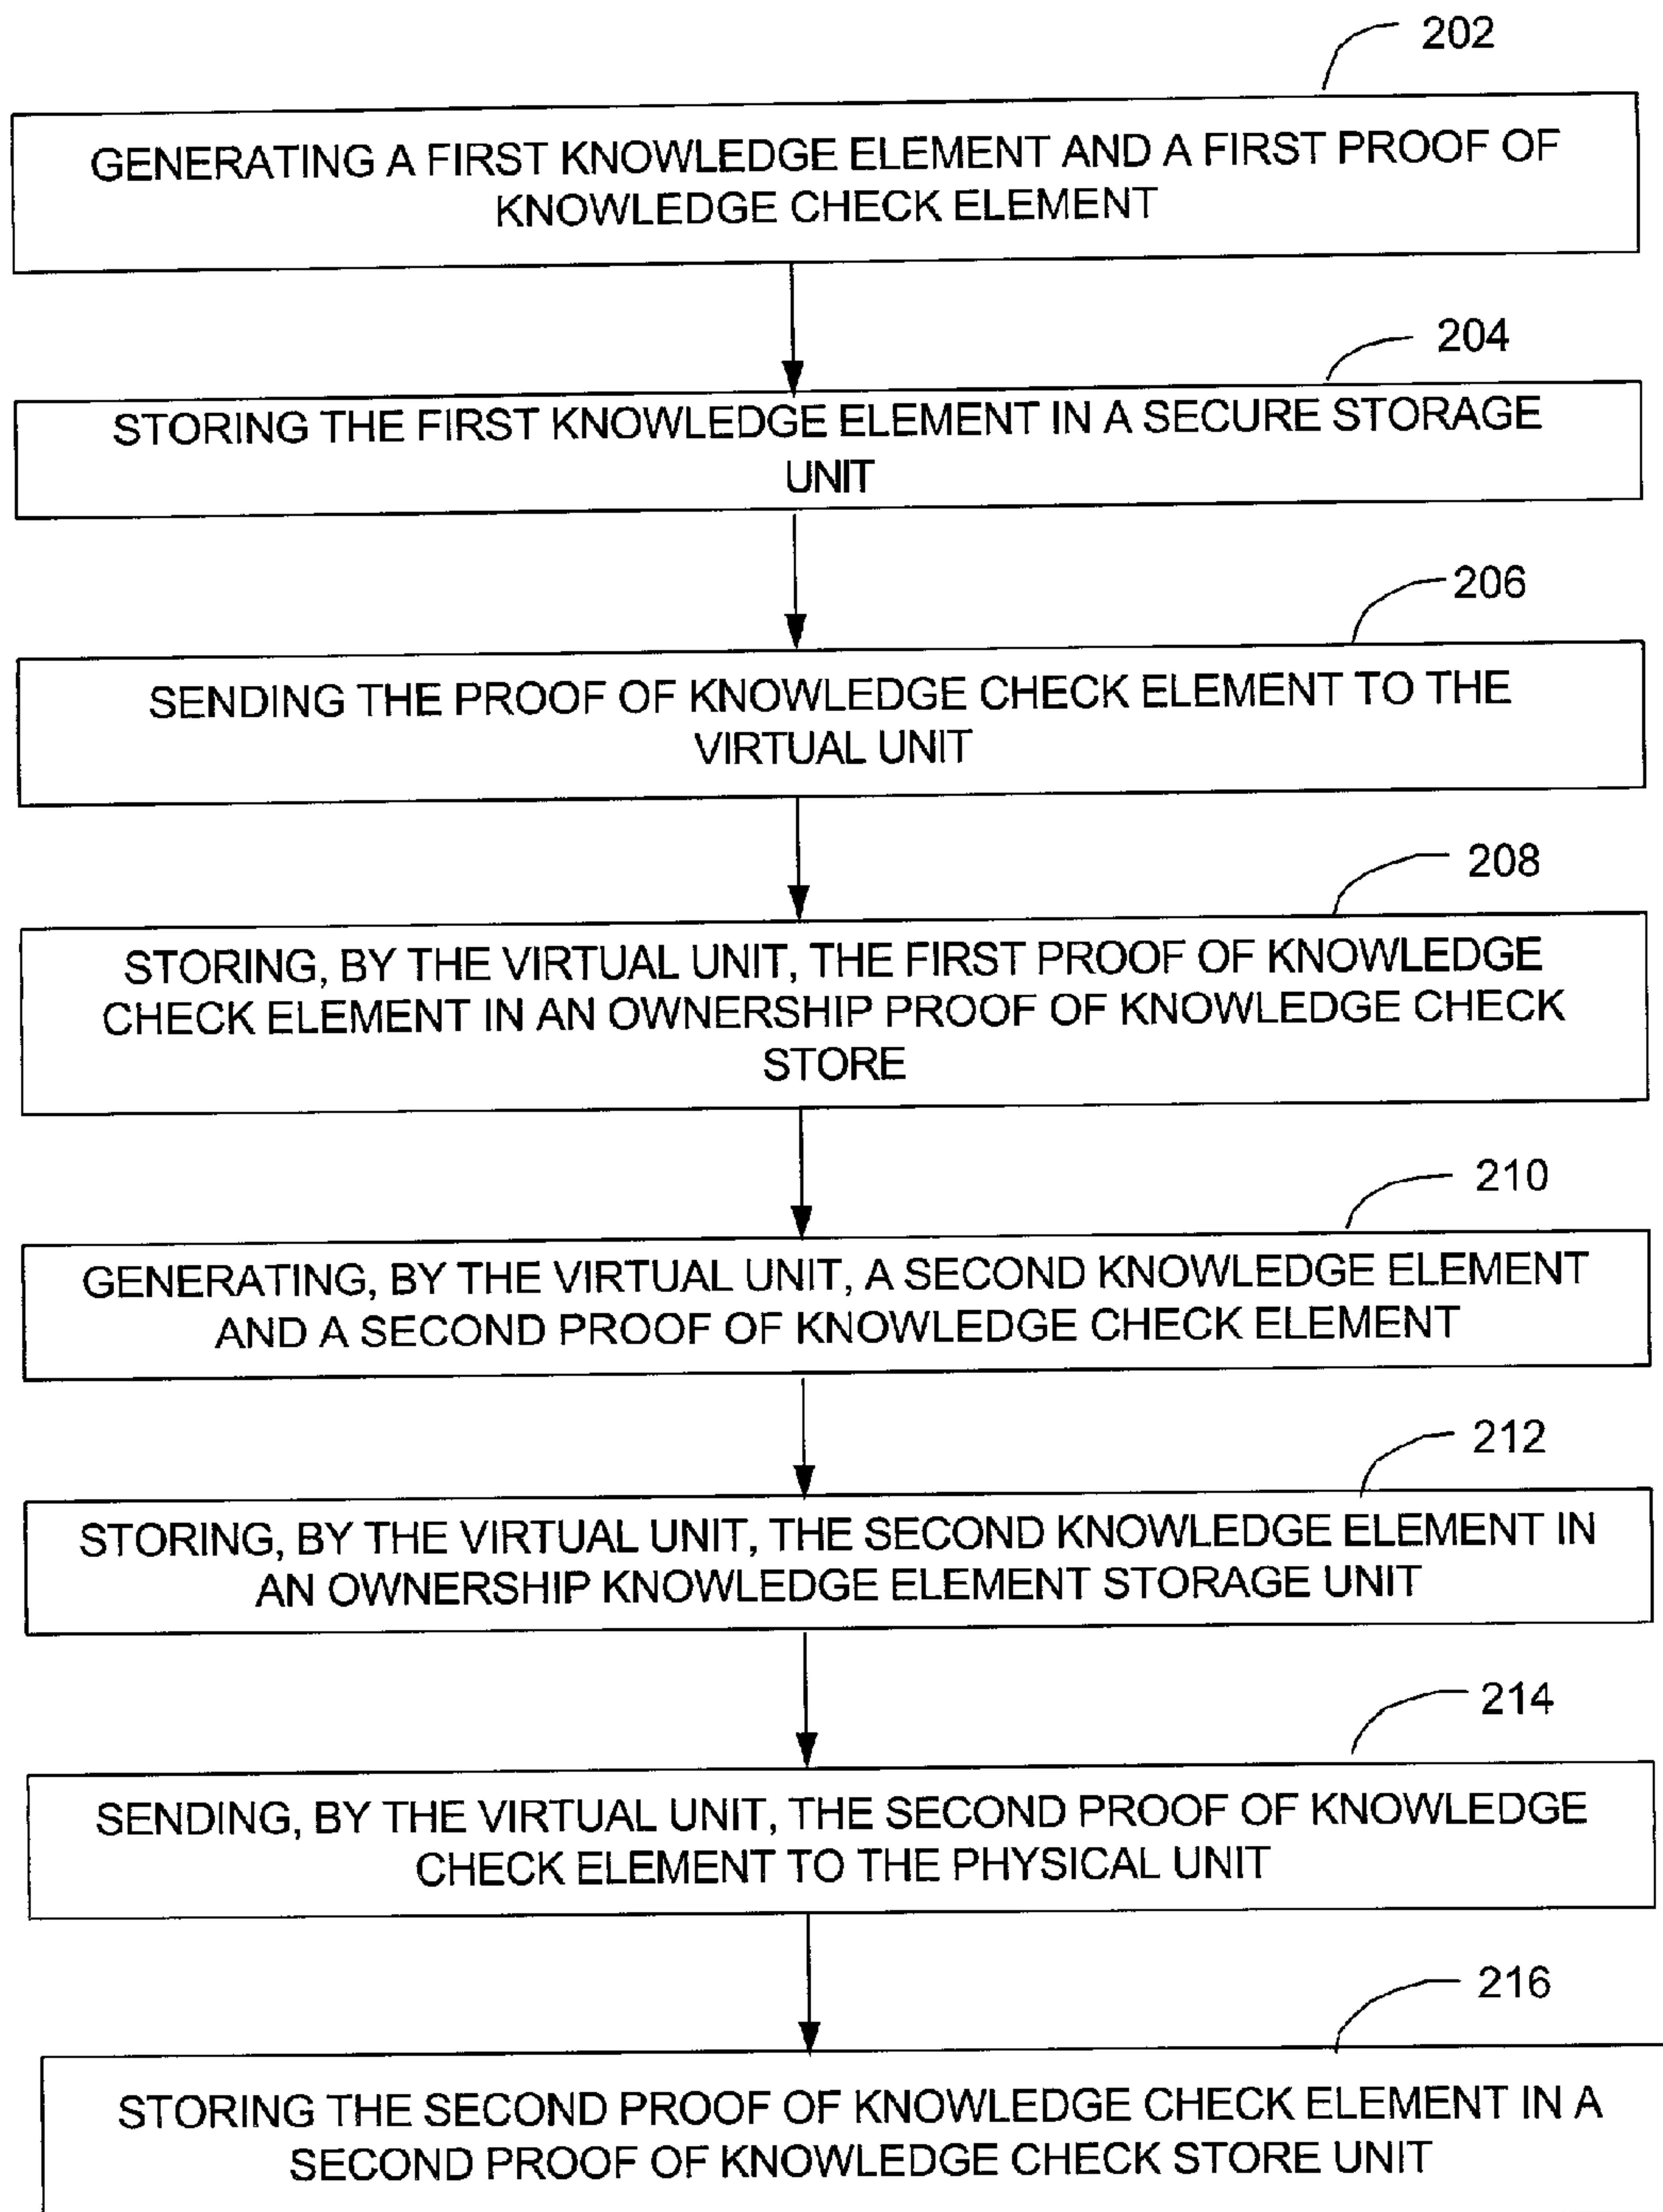 202
GENERATING A FIRST KNOWLEDGE ELEMENT AND A FIRST PROOF OF
KNOWLEDGE CHECK ELEMENT
204
STORING THE FIRST KNOWLEDGE ELEMENT IN A SECURE STORAGE
UNIT
206
SENDING THE PROOF OF KNOWLEDGE CHECK ELEMENT TO THE
VIRTUAL UNIT
208
STORING, BY THE VIRTUAL UNIT, THE FIRST PROOF OF KNOWLEDGE
CHECK ELEMENT IN AN OWNERSHIP PROOF OF KNOWLEDGE CHECK
STORE
210
GENERATING, BY THE VIRTUAL UNIT, A SECOND KNOWLEDGE ELEMENT
AND A SECOND PROOF OF KNOWLEDGE CHECK ELEMENT
212
STORING, BY THE VIRTUAL UNIT, THE SECOND KNOWLEDGE ELEMENT IN
AN OWNERSHIP KNOWLEDGE ELEMENT STORAGE UNIT
214
SENDING, BY THE VIRTUAL UNIT, THE SECOND PROOF OF KNOWLEDGE
CHECK ELEMENT TO THE PHYSICAL UNIT
216
STORING THE SECOND PROOF OF KNOWLEDGE CHECK ELEMENT IN A
SECOND PROOF OF KNOWLEDGE CHECK STORE UNIT